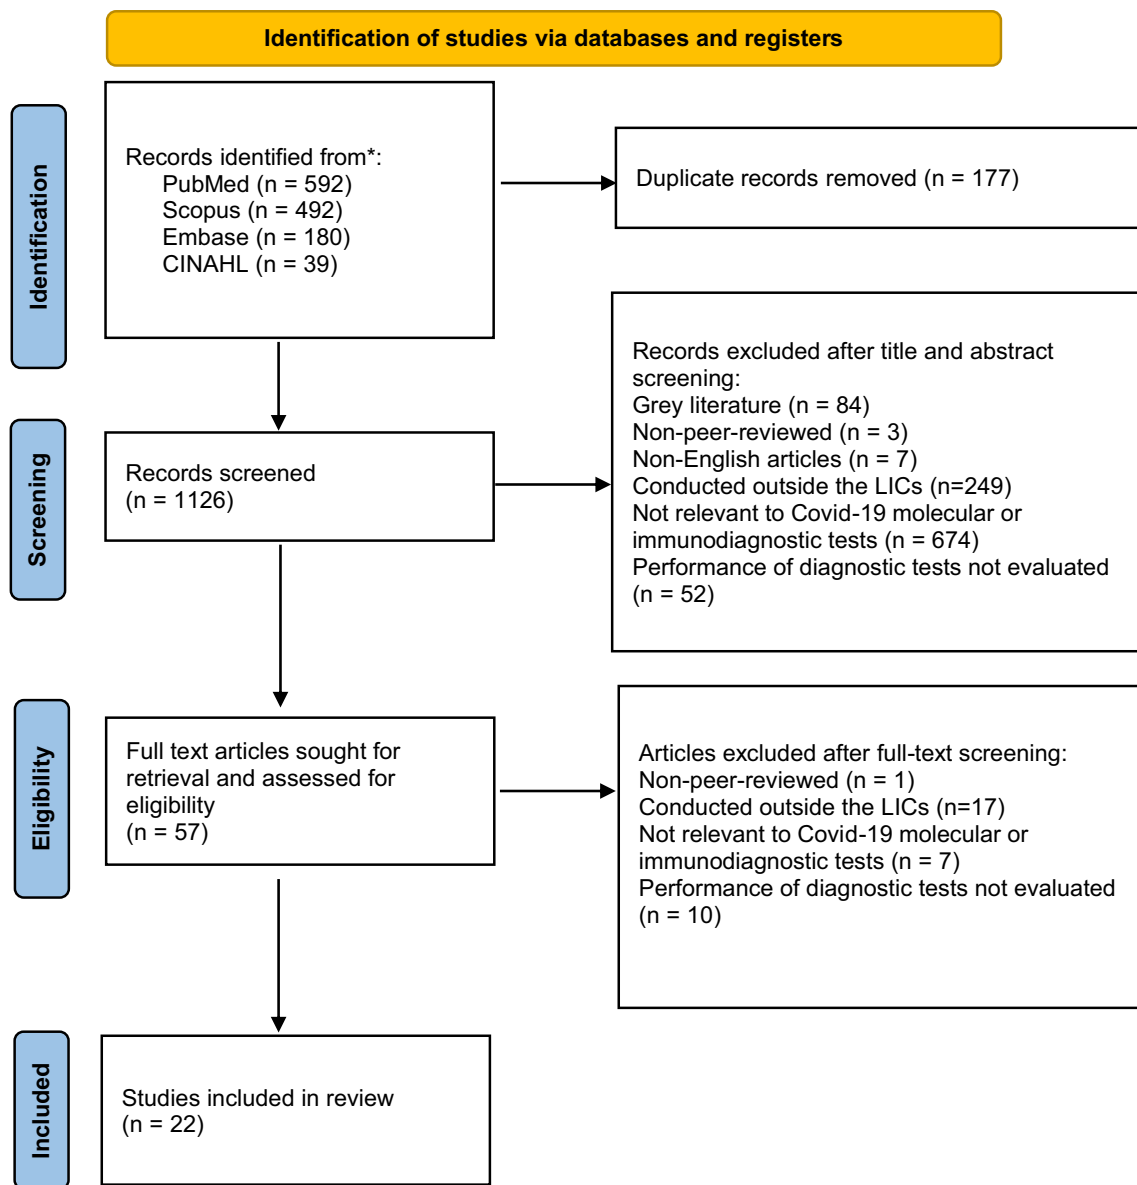 Identification of studies via databases and registers
Identification
Records identified from*:
PubMed (n = 592)
Scopus (n = 492)
Embase (n = 180)
CINAHL (n = 39)
Duplicate records removed (n = 177)
Screening
Records screened
(n = 1126)
Records excluded after title and abstract
screening:
Grey literature (n = 84)
Non-peer-reviewed (n = 3)
Non-English articles (n = 7)
Conducted outside the LICs (n=249)
Not relevant to Covid-19 molecular or
immunodiagnostic tests (n = 674)
Performance of diagnostic tests not evaluated
(n = 52)
Eligibility
Full text articles sought for
retrieval and assessed for
eligibility
(n = 57)
Articles excluded after full-text screening:
Non-peer-reviewed (n = 1)
Conducted outside the LICs (n=17)
Not relevant to Covid-19 molecular or
immunodiagnostic tests (n = 7)
Performance of diagnostic tests not evaluated
(n = 10)
Included
Studies included in review
(n = 22)